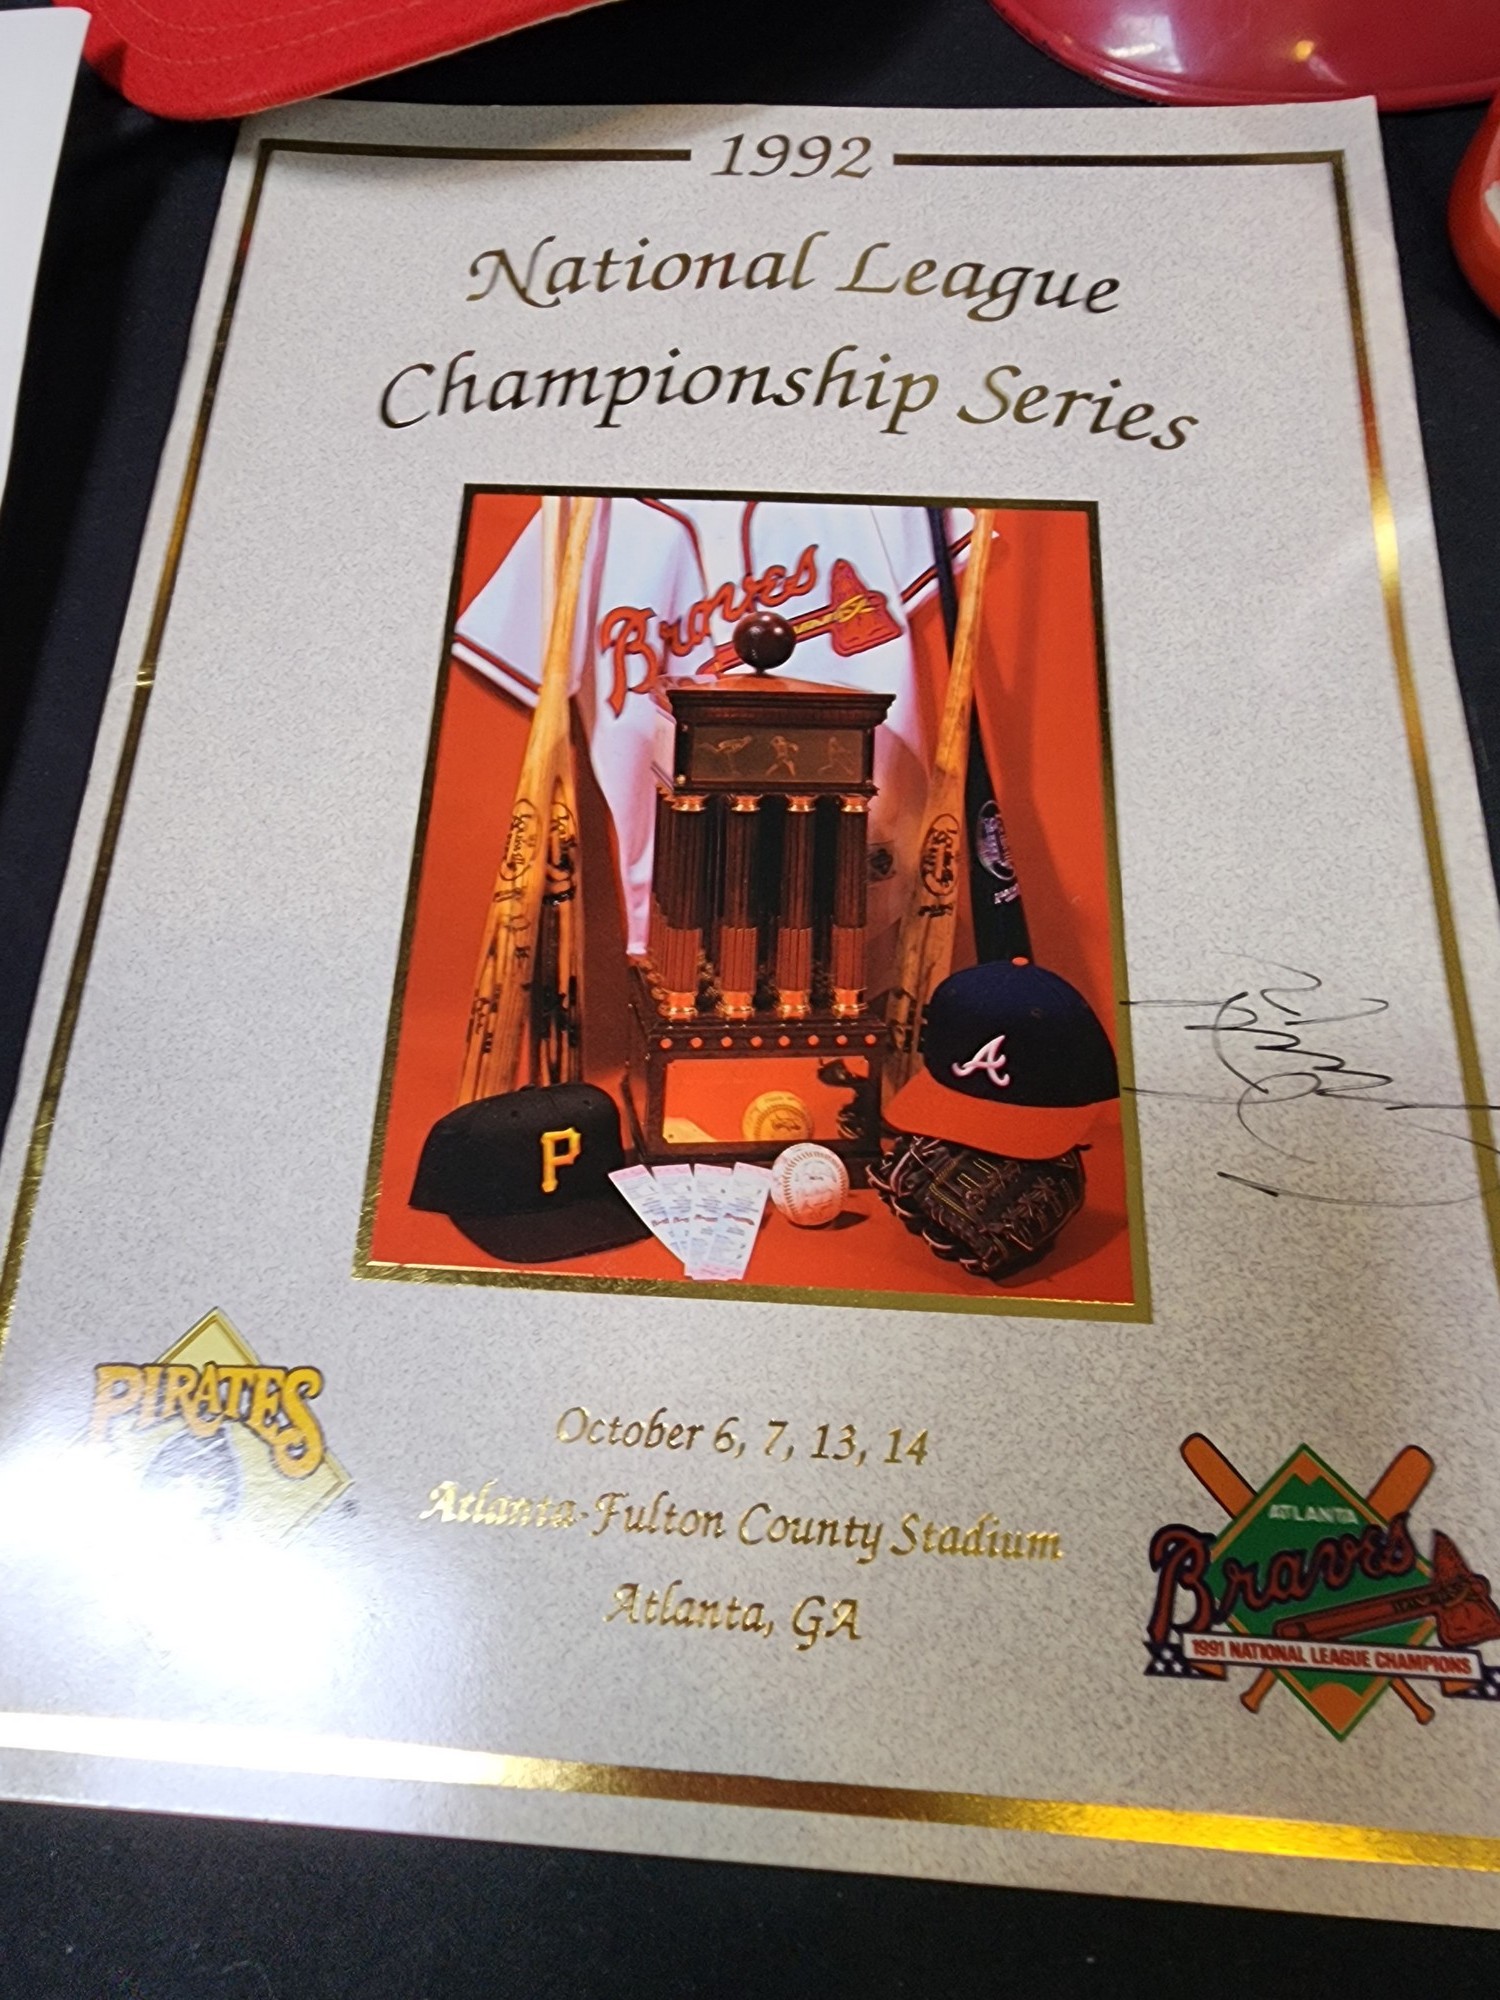 1992
National League
Championship Series
Braves
Louisville
P
A
PIRATES
October 6, 7, 13, 14
Atlanta-Fulton County Stadium
Atlanta, GA
ATLANTA
Braves
1991 NATIONAL LEAGUE CHAMPIONS